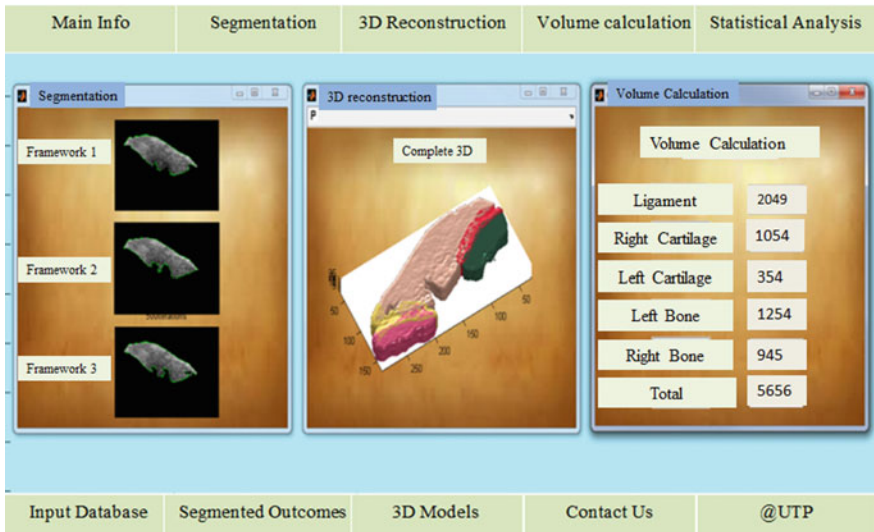 Main Info
Segmentation
3D Reconstruction
Volume calculation
Statistical Analysis
Segmentation
Framework 1
Framework 2
Framework 3
3D reconstruction
Complete 3D
50
100
150
50
100
150
200
250
Volume Calculation
Volume Calculation
Ligament 2049
Right Cartilage 1054
Left Cartilage 354
Left Bone 1254
Right Bone 945
Total 5656
Input Database
Segmented Outcomes
3D Models
Contact Us
@UTP